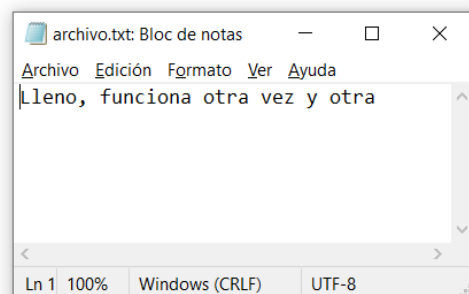 archivo.txt: Bloc de notas
Archivo Edición Formato Ver Ayuda
Lleno, funciona otra vez y otra
Ln 1 100% Windows (CRLF) UTF-8